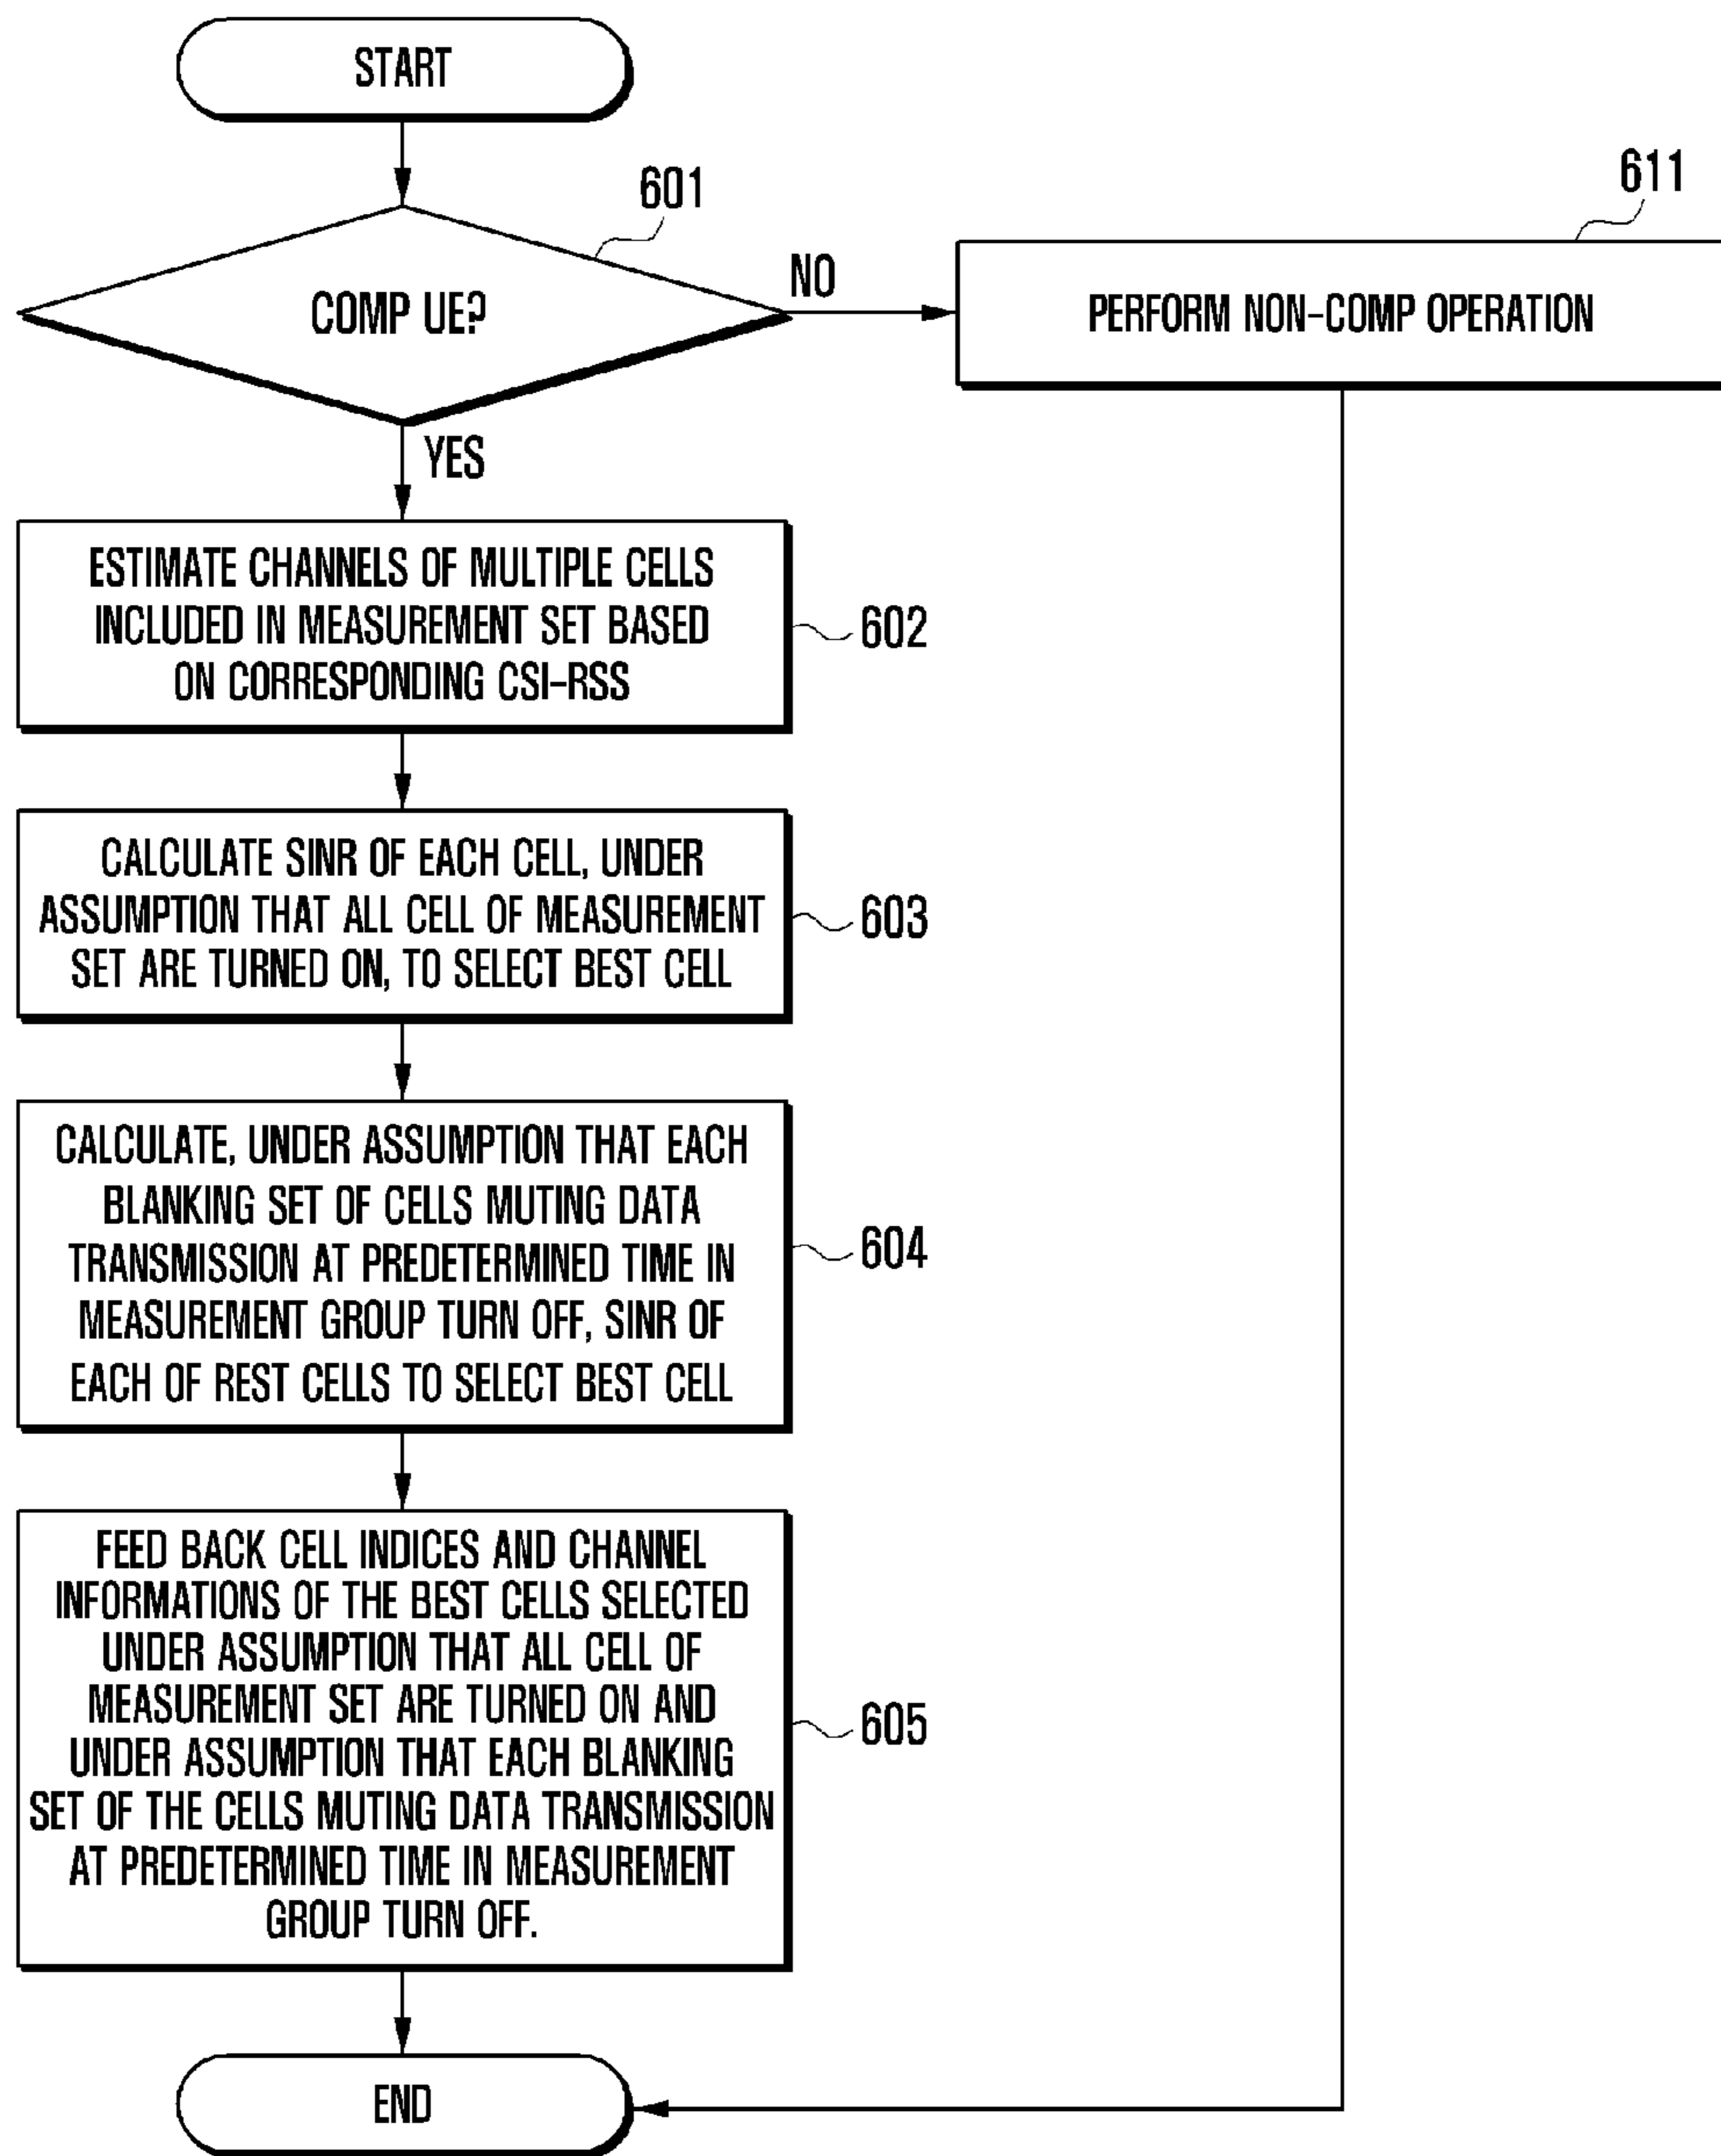 START
601
COMP UE?
NO
611
PERFORM NON-COMP OPERATION
YES
ESTIMATE CHANNELS OF MULTIPLE CELLS
INCLUDED IN MEASUREMENT SET BASED
ON CORRESPONDING CSI-RSS
602
CALCULATE SINR OF EACH CELL, UNDER
ASSUMPTION THAT ALL CELL OF MEASUREMENT
SET ARE TURNED ON, TO SELECT BEST CELL
603
CALCULATE, UNDER ASSUMPTION THAT EACH
BLANKING SET OF CELLS MUTING DATA
TRANSMISSION AT PREDETERMINED TIME IN
MEASUREMENT GROUP TURN OFF, SINR OF
EACH OF REST CELLS TO SELECT BEST CELL
604
FEED BACK CELL INDICES AND CHANNEL
INFORMATIONS OF THE BEST CELLS SELECTED
UNDER ASSUMPTION THAT ALL CELL OF
MEASUREMENT SET ARE TURNED ON AND
UNDER ASSUMPTION THAT EACH BLANKING
SET OF THE CELLS MUTING DATA TRANSMISSION
AT PREDETERMINED TIME IN MEASUREMENT
GROUP TURN OFF.
605
END